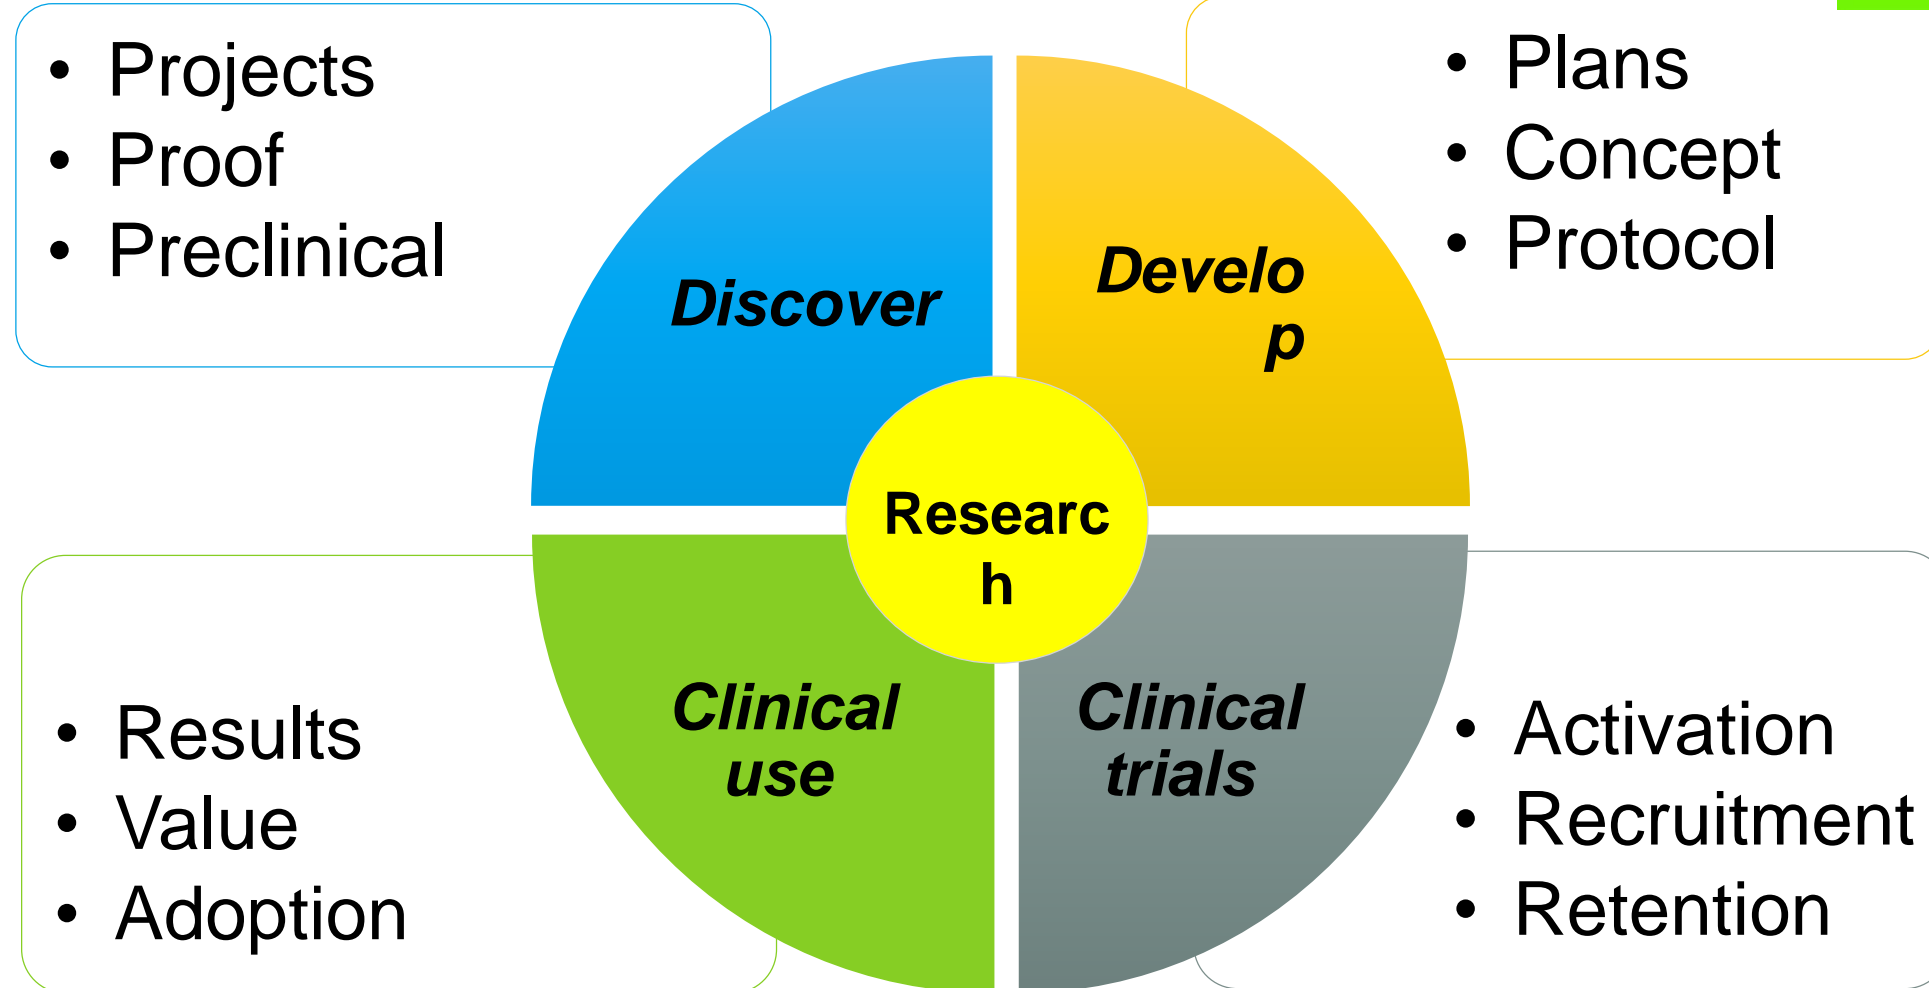 • Projects
• Proof
• Preclinical
Discover
• Plans
• Concept
• Protocol
Develo
p
Researc
h
• Results
• Value
• Adoption
Clinical
use
Clinical
trials
• Activation
• Recruitment
• Retention